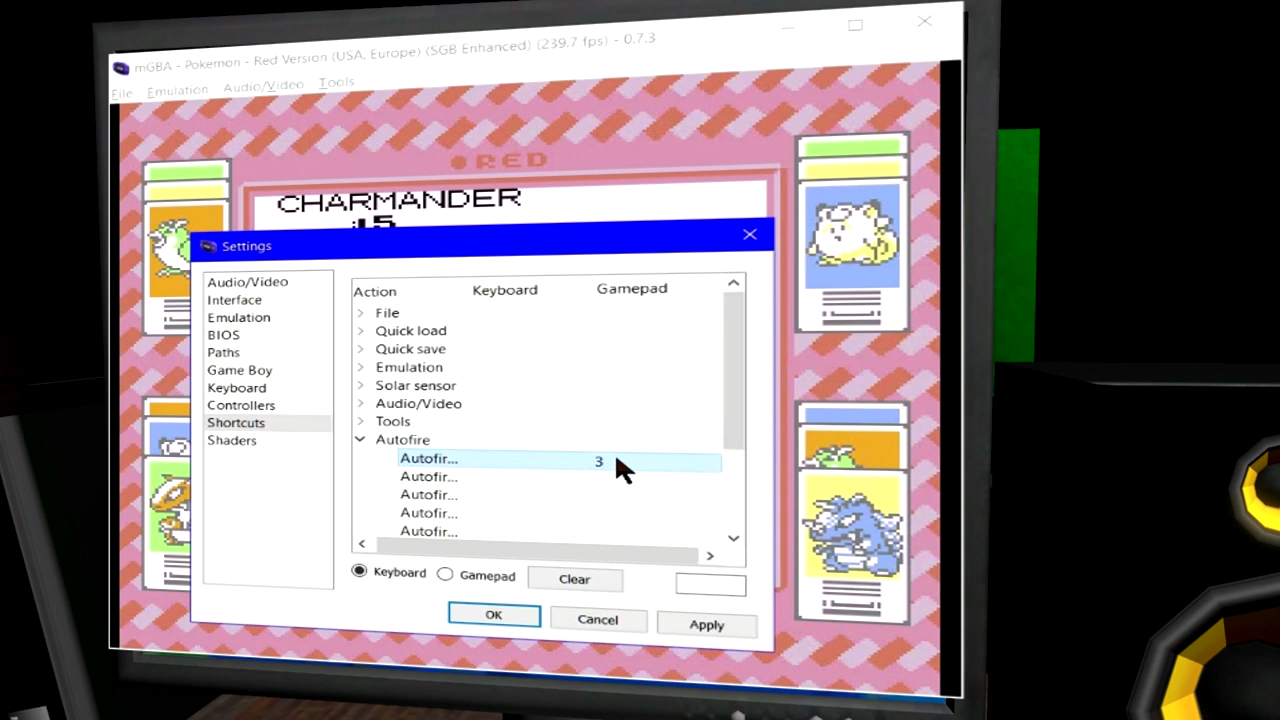 mGBA - Pokemon - Red Version (USA, Europe) (SGB Enhanced) (239.7 fps) - 0.7.3
File Emulation Audio/Video Tools
RED
CHARMANDER
Settings
Audio/Video
Interface
Emulation
BIOS
Paths
Game Boy
Keyboard
Controllers
Shortcuts
Shaders
Action Keyboard Gamepad
File
Quick load
Quick save
Emulation
Solar sensor
Audio/Video
Tools
Autofire
Autofir... 3
Autofir...
Autofir...
Autofir...
Autofir...
Keyboard Gamepad Clear
OK Cancel Apply